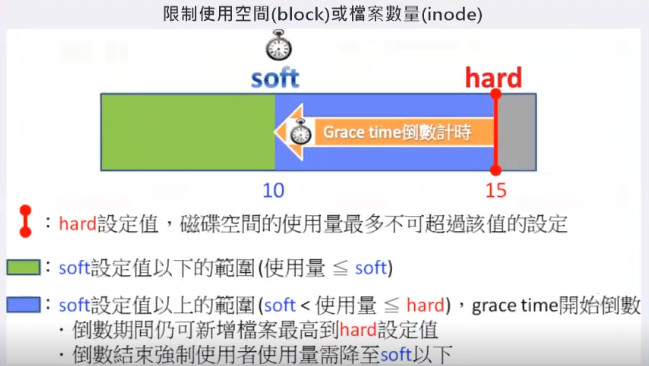 限制使用空間(block)或檔案數量(inode)
soft hard
Grace time倒數計時
10 15
：hard設定值，磁碟空間的使用量最多不可超過該值的設定
：soft設定值以下的範圍(使用量 ≦ soft)
：soft設定值以上的範圍(soft < 使用量 ≦ hard)，grace time開始倒數
．倒數期間仍可新增檔案最高到hard設定值
．倒數結束強制使用者使用量需降至soft以下